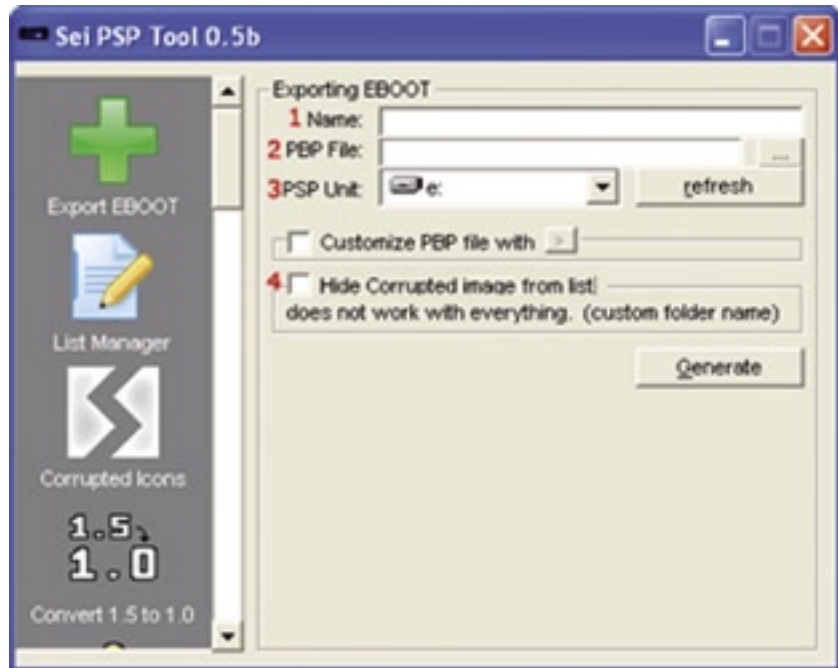 Sei PSP Tool 0.5b
Export EBOOT
List Manager
Corrupted Icons
1.5
1.0
Convert 1.5 to 1.0
Exporting EBOOT
1 Name:
2 PBP File:
...
3 PSP Unit:
e:
refresh
Customize PBP file with >
4 Hide Corrupted image from list!
does not work with everything. (custom folder name)
Generate